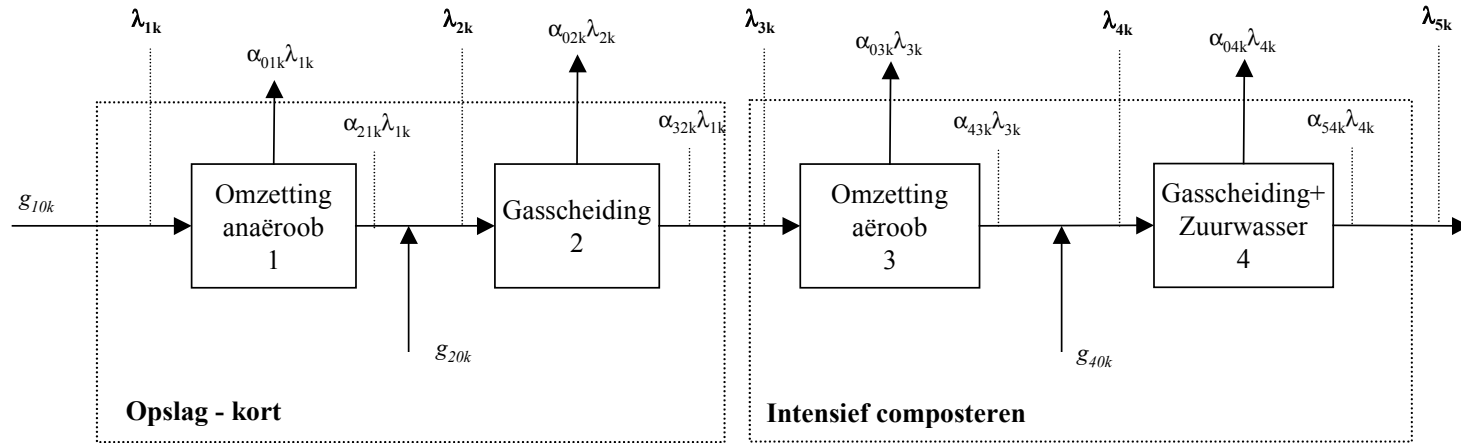 λ1k
λ2k
λ3k
λ4k
λ5k
α01kλ1k
α02kλ2k
α03kλ3k
α04kλ4k
α21kλ1k
α32kλ1k
α43kλ3k
α54kλ4k
g10k
Omzetting
anaëroob
1
Gasscheiding
2
Omzetting
aëroob
3
Gasscheiding+
Zuurwasser
4
g20k
g40k
Opslag - kort
Intensief composteren